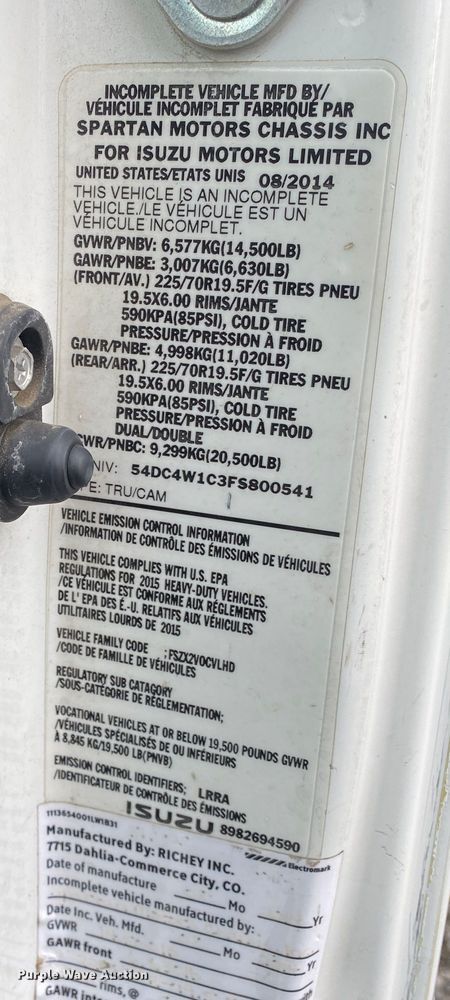 INCOMPLETE VEHICLE MFD BY/
VÉHICULE INCOMPLET FABRIQUÉ PAR
SPARTAN MOTORS CHASSIS INC
FOR ISUZU MOTORS LIMITED
UNITED STATES/ETATS UNIS 08/2014
THIS VEHICLE IS AN INCOMPLETE
VEHICLE./LE VÉHICULE EST UN
VÉHICULE INCOMPLET.
GVWR/PNBV: 6,577KG(14,500LB)
GAWR/PNBE: 3,007KG(6,630LB)
(FRONT/AV.) 225/70R19.5F/G TIRES PNEU
19.5X6.00 RIMS/JANTE
590KPA(85PSI), COLD TIRE
PRESSURE/PRESSION À FROID
GAWR/PNBE: 4,998KG(11,020LB)
(REAR/ARR.) 225/70R19.5F/G TIRES PNEU
19.5X6.00 RIMS/JANTE
590KPA(85PSI), COLD TIRE
PRESSURE/PRESSION À FROID
DUAL/DOUBLE
CWR/PNBC: 9,299KG(20,500LB)
NIV: 54DC4W1C3FS800541
PE: TRU/CAM
VEHICLE EMISSION CONTROL INFORMATION
/INFORMATION DE CONTRÔLE DES ÉMISSIONS DE VÉHICULES
THIS VEHICLE COMPLIES WITH U.S. EPA
REGULATIONS FOR 2015 HEAVY-DUTY VEHICLES.
/CE VÉHICULE EST CONFORME AUX RÈGLEMENTS
DE L' EPA DES É.-U. RELATIFS AUX VÉHICULES
UTILITAIRES LOURDS DE 2015
VEHICLE FAMILY CODE ;FSZX2VOCVLHD
/CODE DE FAMILLE DE VÉHICULES
REGULATORY SUB CATAGORY
/SOUS-CATÉGORIE DE RÉGLEMENTATION;
VOCATIONAL VEHICLES AT OR BELOW 19,500 POUNDS GVWR
/VÉHICULES SPÉCIALISÉS DE OU INFÉRIEURS
À 8,845 KG/19,500 LB(PNVB)
EMISSION CONTROL IDENTIFIERS; LRRA
/IDENTIFICATEUR DE CONTRÔLE DES ÉMISSIONS
ISUZU 8982694590
1113654001LW1831
Electromark
Manufactured By: RICHEY INC.
7715 Dahlia-Commerce City, CO.
Date of manufacture Mo Yr
Incomplete vehicle manufactured by:
Date Inc. Veh. Mfd. Mo Yr
GVWR
GAWR front
rims, @
GAWR inte
Purple Wave Auction